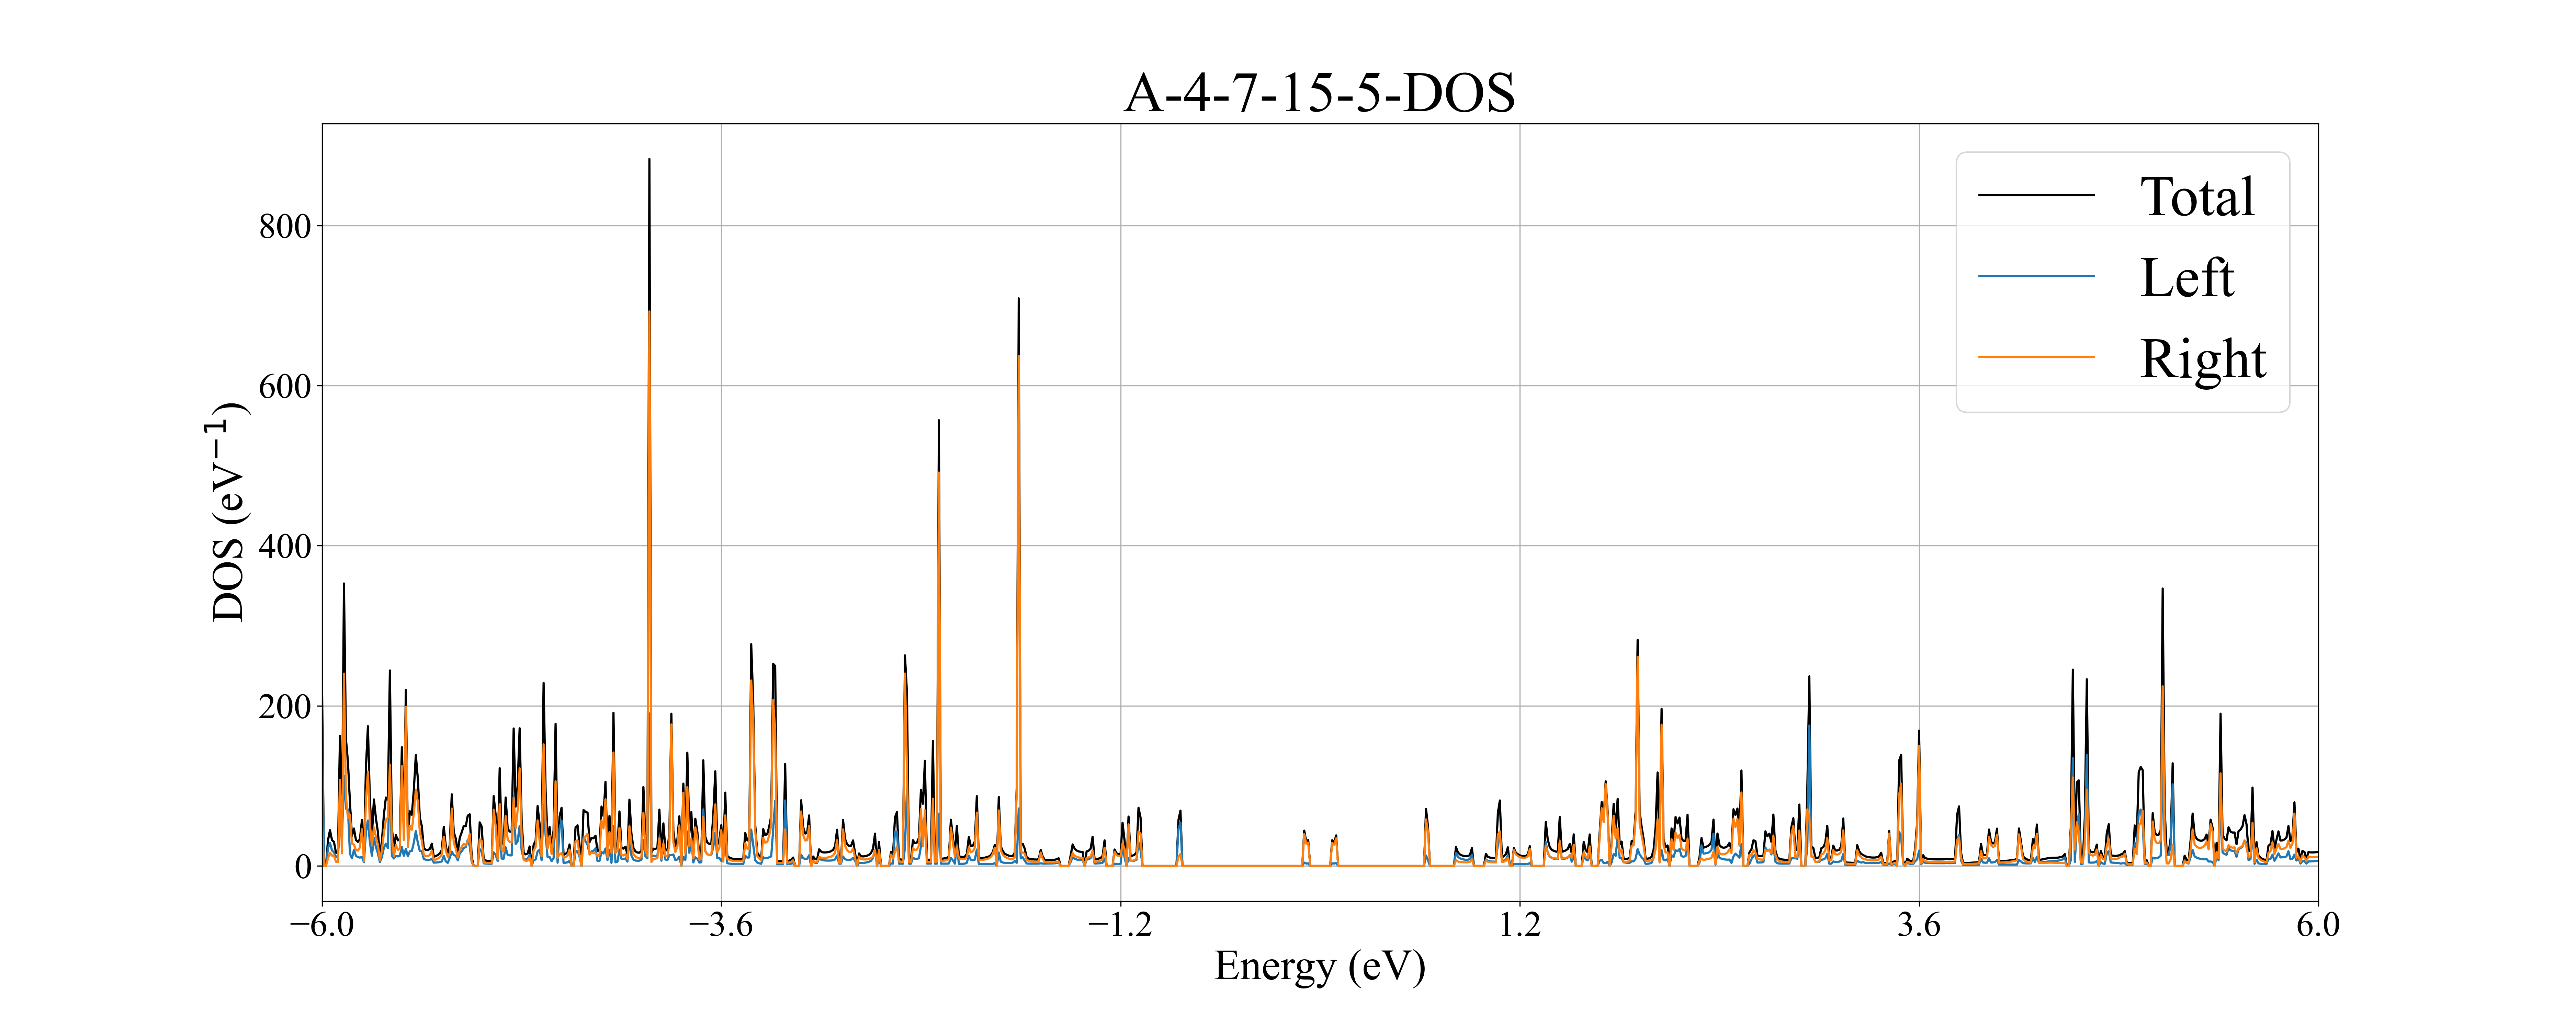 A-4-7-15-5-DOS
Total
Left
Right
800
600
400
200
0
DOS (eV⁻¹)
−6.0
−3.6
−1.2
1.2
3.6
6.0
Energy (eV)